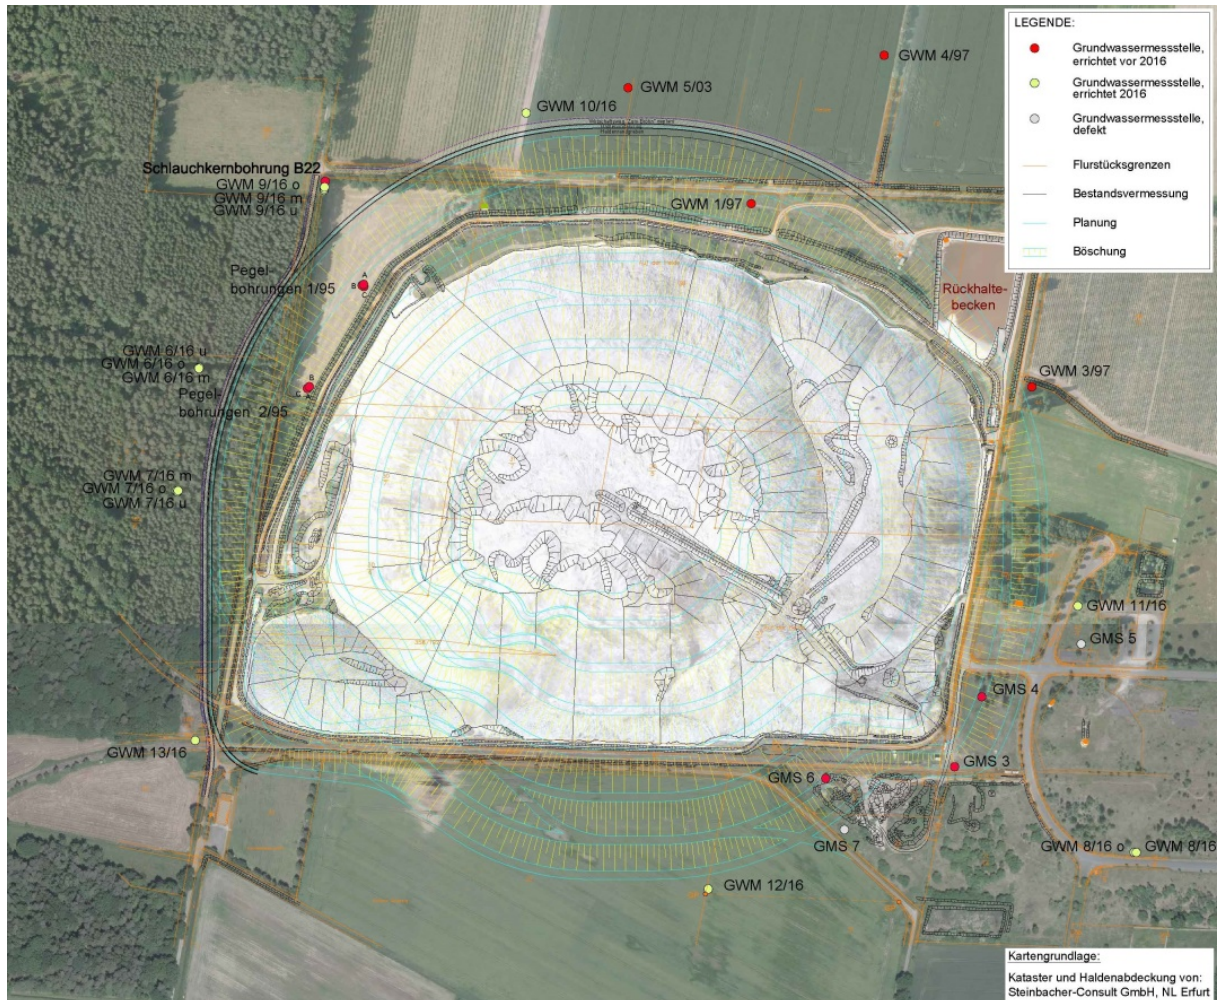 LEGENDE:
Grundwassermessstelle,
errichtet vor 2016
Grundwassermessstelle,
errichtet 2016
Grundwassermessstelle,
defekt
Flurstücksgrenzen
Bestandsvermessung
Planung
Böschung
GWM 4/97
GWM 5/03
GWM 10/16
Schlauchkernbohrung B22
GWM 9/16 o
GWM 9/16 m
GWM 9/16 u
GWM 1/97
Pegel-
bohrungen 1/95
A
B
C
Rückhalte-
becken
GWM 6/16 u
GWM 6/16 o
GWM 6/16 m
Pegel-
bohrungen 2/95
B
C
A
GWM 3/97
GWM 7/16 m
GWM 7/16 o
GWM 7/16 u
GWM 11/16
GMS 5
GMS 4
GWM 13/16
GMS 3
GMS 6
GMS 7
GWM 8/16 o
GWM 8/16
GWM 12/16
Kartengrundlage:
Kataster und Haldenabdeckung von:
Steinbacher-Consult GmbH, NL Erfurt